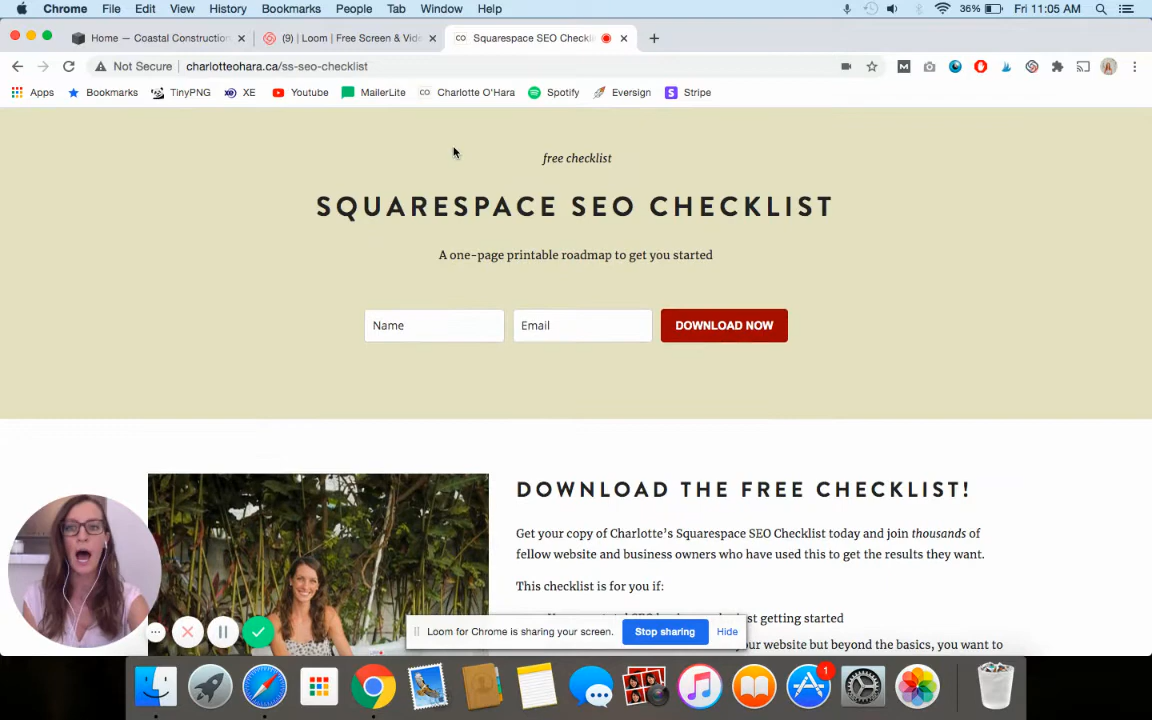 Chrome File Edit View History Bookmarks People Tab Window Help 36% Fri 11:05 AM
Home — Coastal Construction
(9) | Loom | Free Screen & Vide
CO Squarespace SEO Checkli
Not Secure charlotteohara.ca/ss-seo-checklist
Apps Bookmarks TinyPNG XE Youtube MailerLite CO Charlotte O'Hara Spotify Eversign Stripe
free checklist
SQUARESPACE SEO CHECKLIST
A one-page printable roadmap to get you started
Name Email DOWNLOAD NOW
DOWNLOAD THE FREE CHECKLIST!
Get your copy of Charlotte's Squarespace SEO Checklist today and join thousands of
fellow website and business owners who have used this to get the results they want.
This checklist is for you if:
st getting started
Loom for Chrome is sharing your screen. Stop sharing Hide
your website but beyond the basics, you want to
1